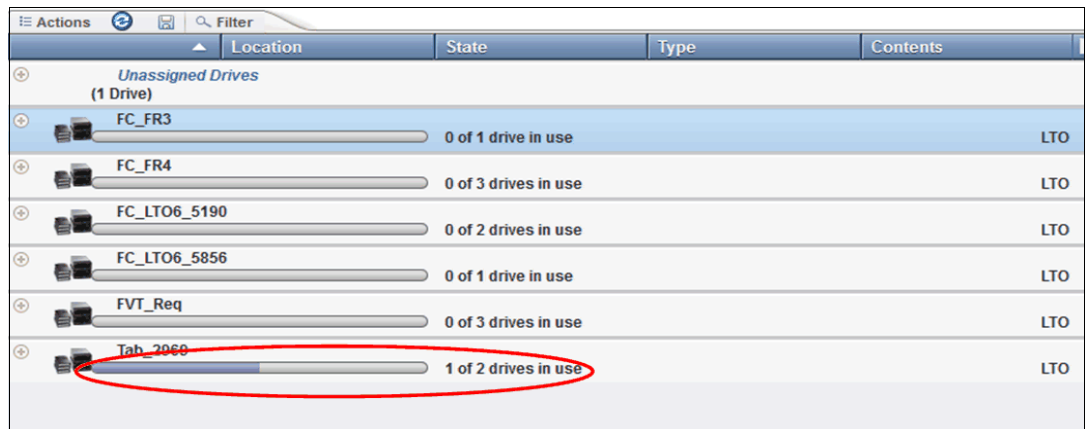 Actions Filter
Location State Type Contents
Unassigned Drives
(1 Drive)
FC_FR3
0 of 1 drive in use LTO
FC_FR4
0 of 3 drives in use LTO
FC_LTO6_5190
0 of 2 drives in use LTO
FC_LTO6_5856
0 of 1 drive in use LTO
FVT_Req
0 of 3 drives in use LTO
Tab_2960
1 of 2 drives in use LTO